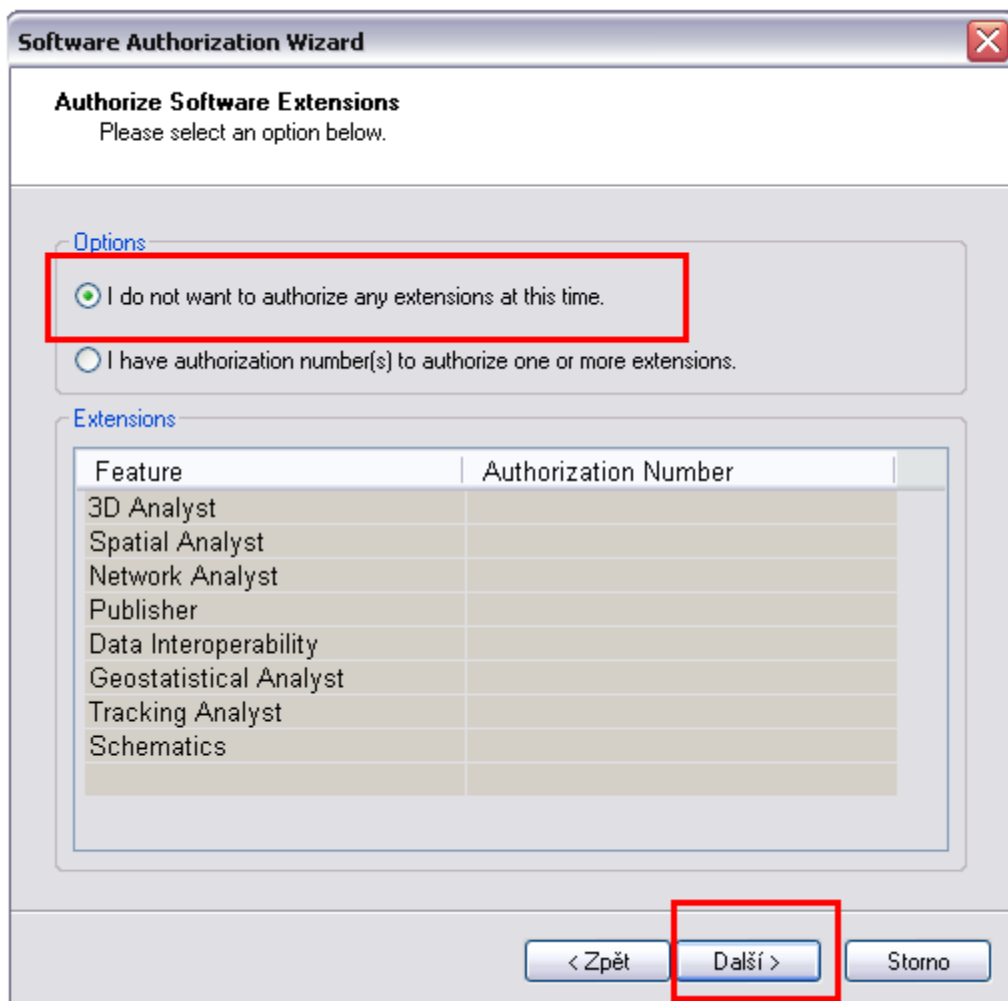 Software Authorization Wizard
Authorize Software Extensions
Please select an option below.
Options
I do not want to authorize any extensions at this time.
I have authorization number(s) to authorize one or more extensions.
Extensions
Feature Authorization Number
3D Analyst
Spatial Analyst
Network Analyst
Publisher
Data Interoperability
Geostatistical Analyst
Tracking Analyst
Schematics
< Zpět Další > Storno